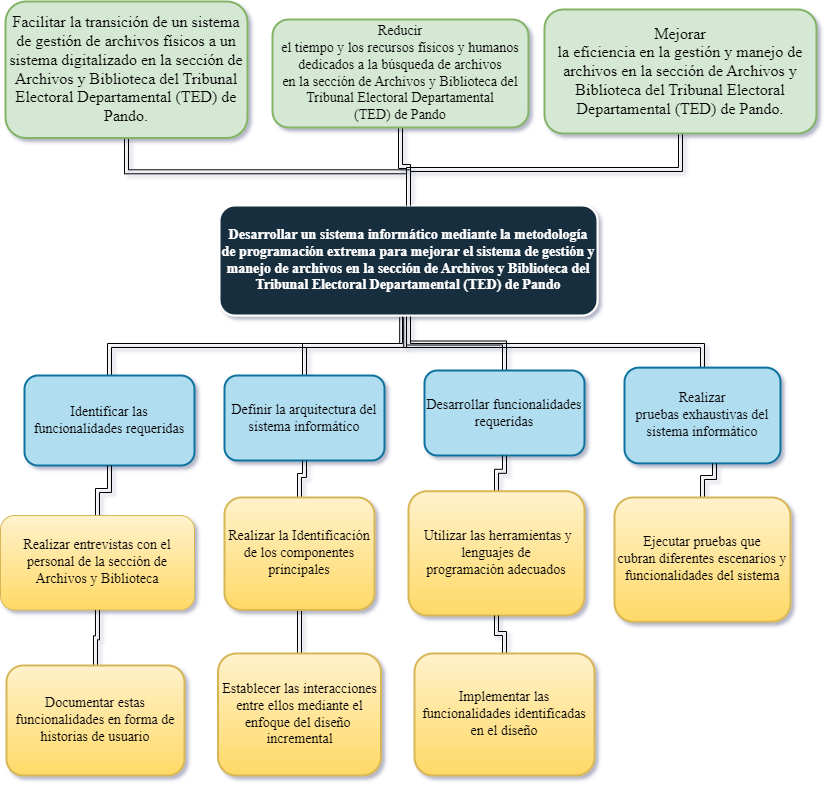 Facilitar la transición de un sistema
de gestión de archivos físicos a un
sistema digitalizado en la sección de
Archivos y Biblioteca del Tribunal
Electoral Departamental (TED) de
Pando.
Reducir
el tiempo y los recursos físicos y humanos
dedicados a la búsqueda de archivos
en la sección de Archivos y Biblioteca del
Tribunal Electoral Departamental
(TED) de Pando
Mejorar
la eficiencia en la gestión y manejo de
archivos en la sección de Archivos y
Biblioteca del Tribunal Electoral
Departamental (TED) de Pando.
Desarrollar un sistema informático mediante la metodología
de programación extrema para mejorar el sistema de gestión y
manejo de archivos en la sección de Archivos y Biblioteca del
Tribunal Electoral Departamental (TED) de Pando
Identificar las
funcionalidades requeridas
Definir la arquitectura del
sistema informático
Desarrollar funcionalidades
requeridas
Realizar
pruebas exhaustivas del
sistema informático
Realizar entrevistas con el
personal de la sección de
Archivos y Biblioteca
Realizar la Identificación
de los componentes
principales
Utilizar las herramientas y
lenguajes de
programación adecuados
Ejecutar pruebas que
cubran diferentes escenarios y
funcionalidades del sistema
Documentar estas
funcionalidades en forma de
historias de usuario
Establecer las interacciones
entre ellos mediante el
enfoque del diseño
incremental
Implementar las
funcionalidades identificadas
en el diseño